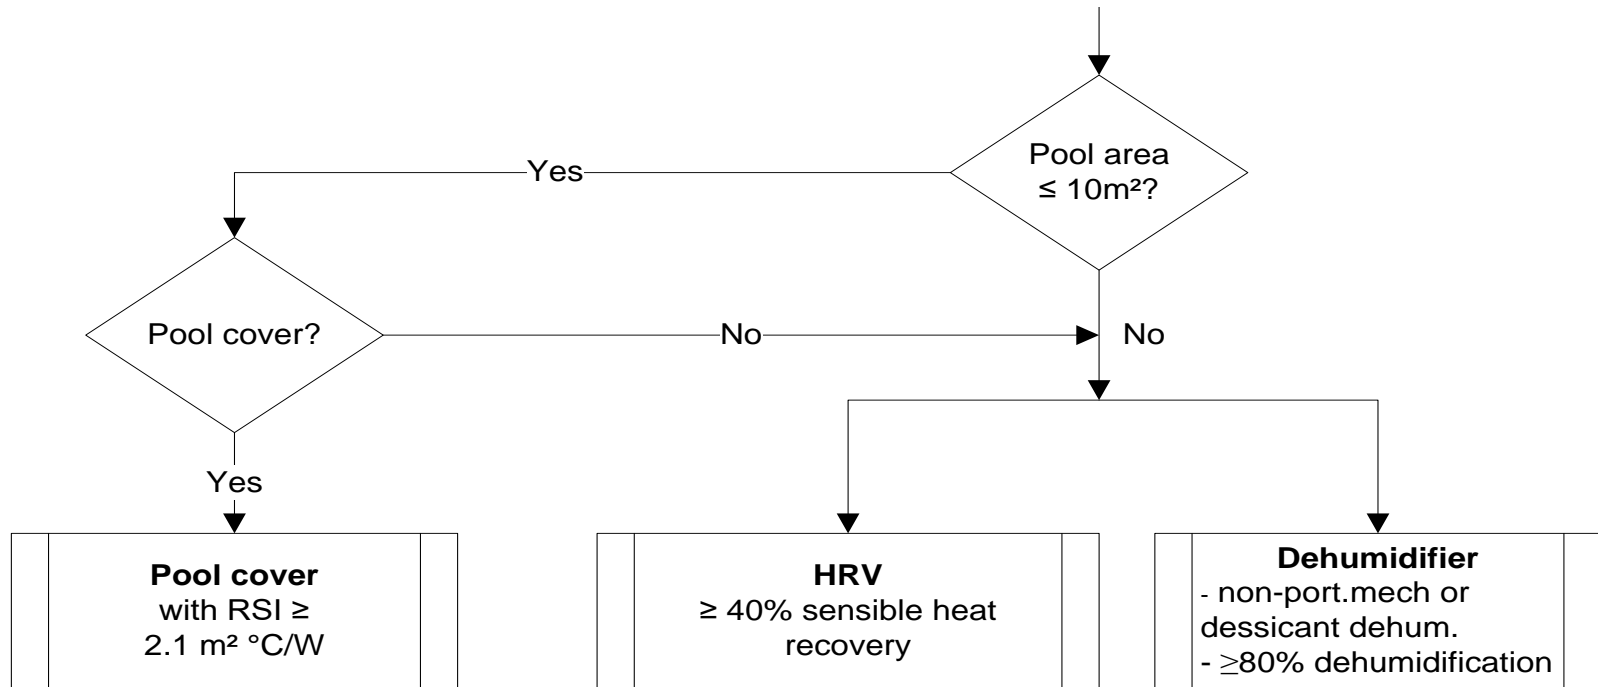 Pool area
≤ 10m²?
Yes
Pool cover?
No
No
Yes
Pool cover
with RSI ≥
2.1 m² °C/W
HRV
≥ 40% sensible heat
recovery
Dehumidifier
- non-port.mech or
dessicant dehum.
- ≥80% dehumidification